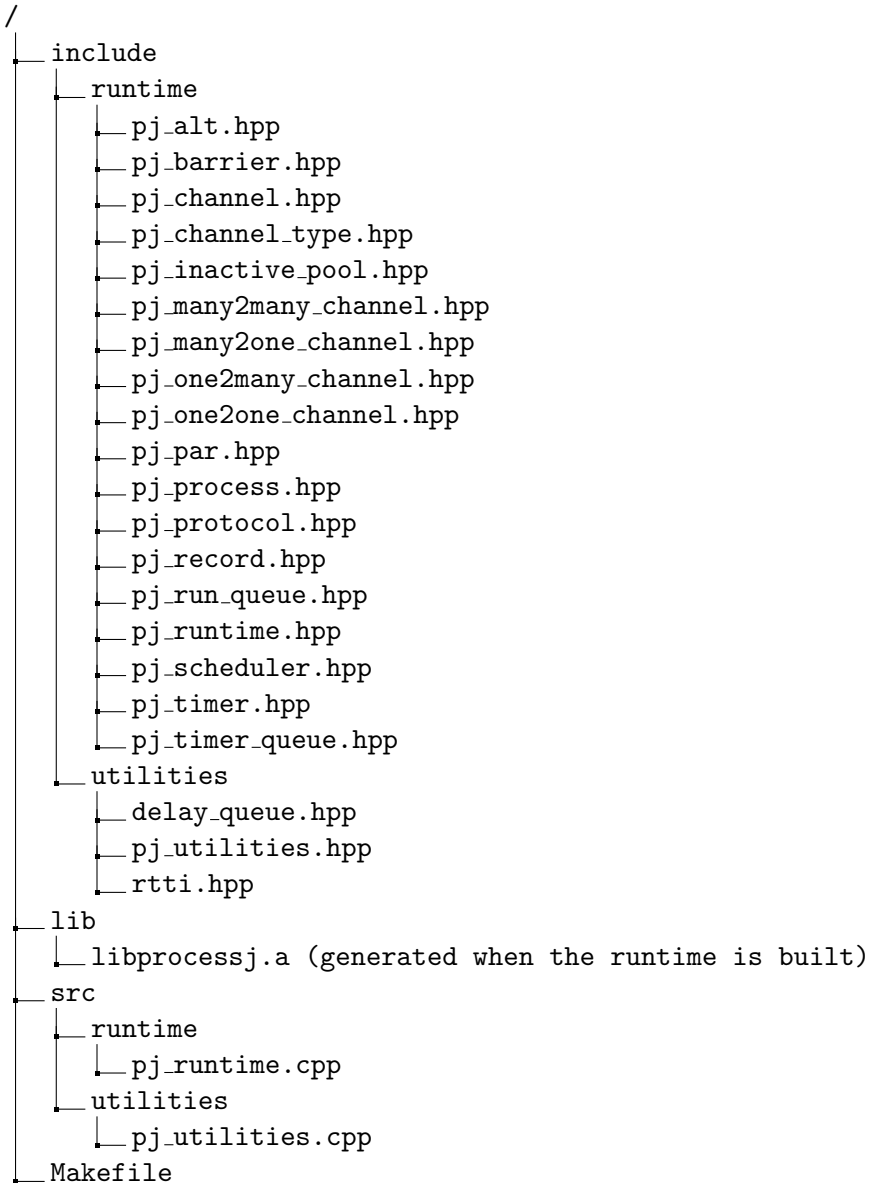 /
include
runtime
pj_alt.hpp
pj_barrier.hpp
pj_channel.hpp
pj_channel_type.hpp
pj_inactive_pool.hpp
pj_many2many_channel.hpp
pj_many2one_channel.hpp
pj_one2many_channel.hpp
pj_one2one_channel.hpp
pj_par.hpp
pj_process.hpp
pj_protocol.hpp
pj_record.hpp
pj_run_queue.hpp
pj_runtime.hpp
pj_scheduler.hpp
pj_timer.hpp
pj_timer_queue.hpp
utilities
delay_queue.hpp
pj_utilities.hpp
rtti.hpp
lib
libprocessj.a (generated when the runtime is built)
src
runtime
pj_runtime.cpp
utilities
pj_utilities.cpp
Makefile